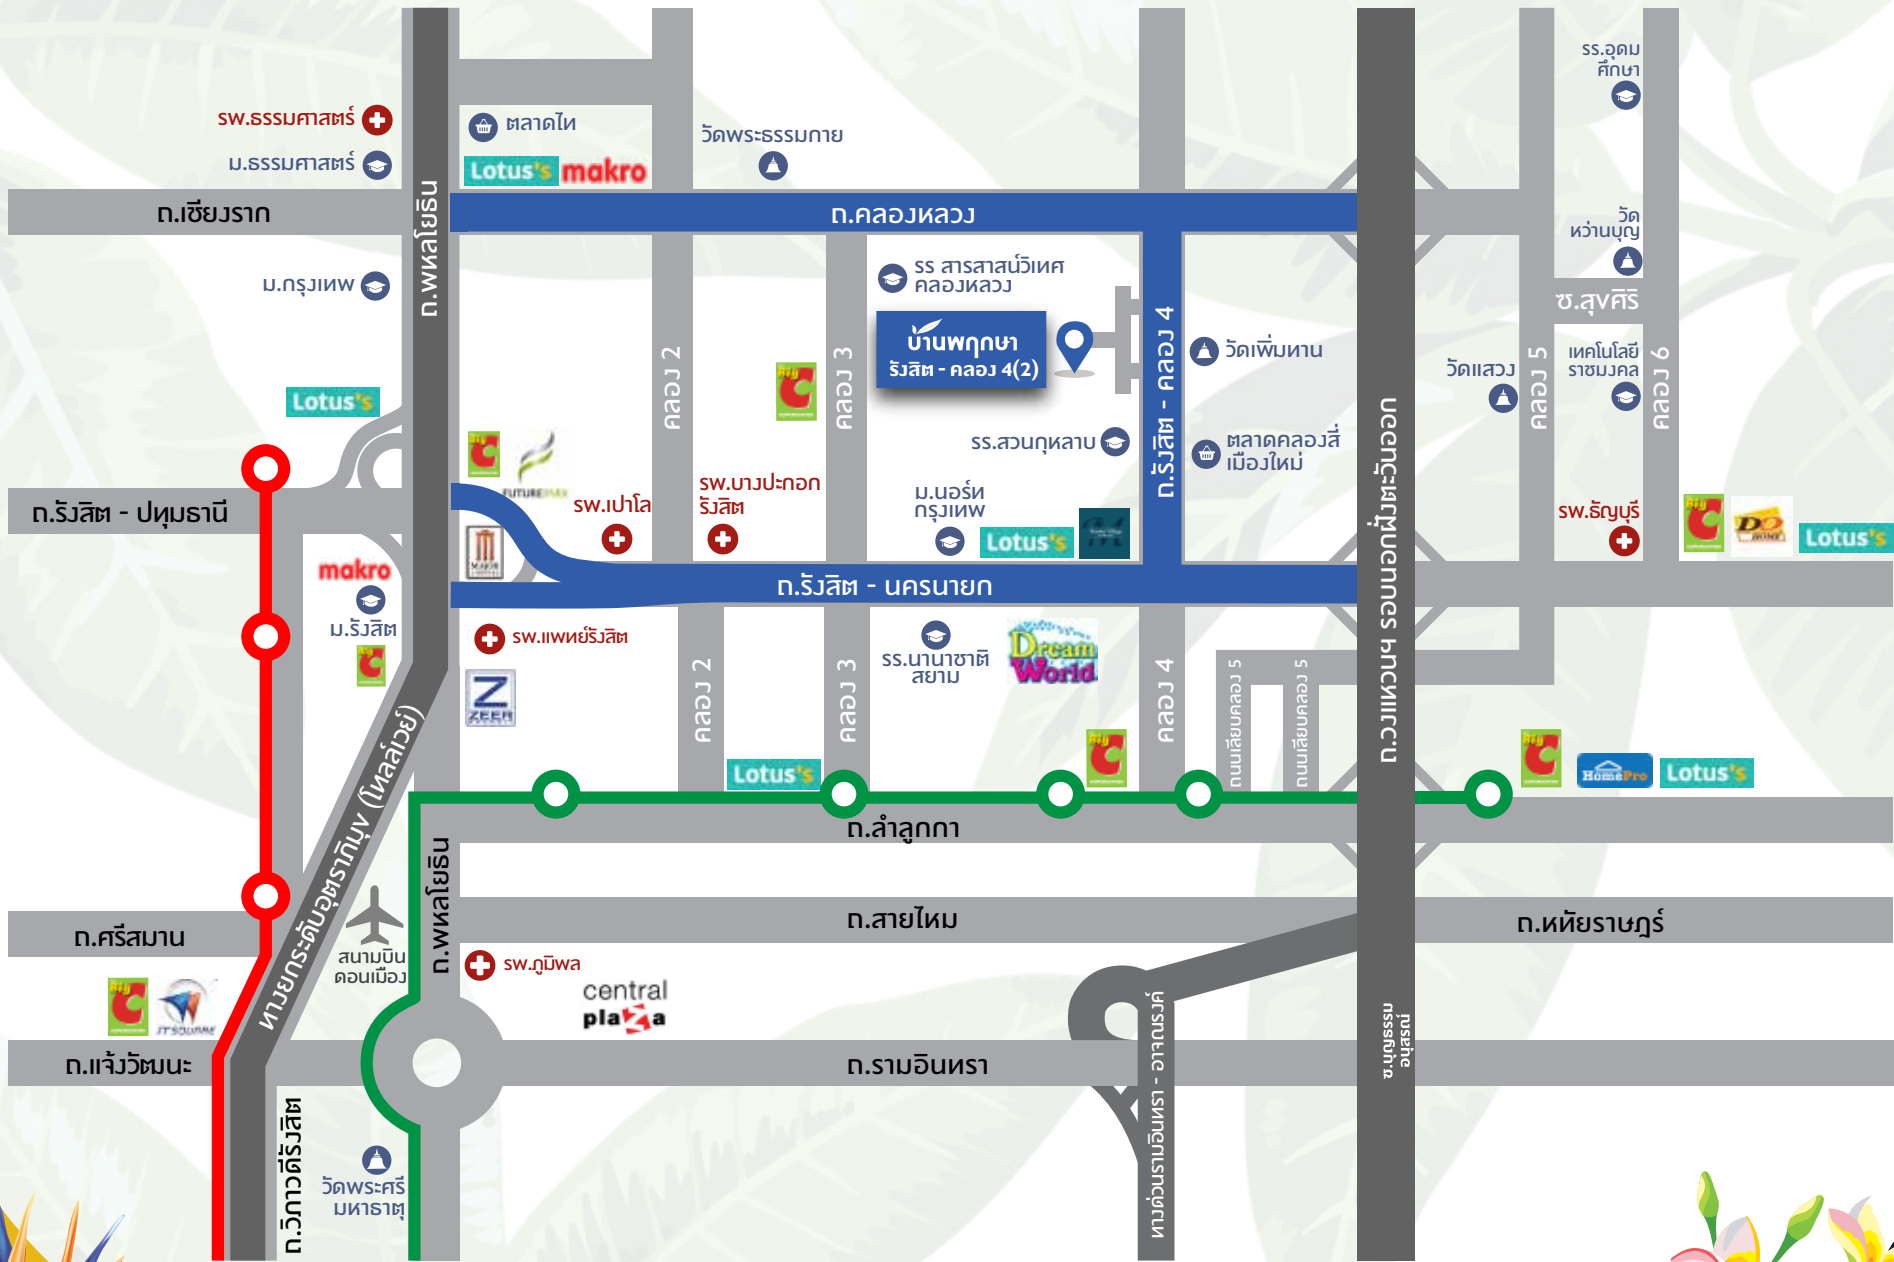 รร.อุดม
ศึกษา
รพ.ธรรมศาสตร์
ตลาดไท
วัดพระธรรมกาย
ม.ธรรมศาสตร์
Lotus's
makro
ถ.เชียงราก
ถ.พหลโยธิน
ถ.คลองหลวง
วัด
หว่านบุญ
ม.กรุงเทพ
รร สารสาสน์วิเทศ
คลองหลวง
ซ.สุขศิริ
บ้านพฤกษา
รังสิต - คลอง 4(2)
ถ.รังสิต - คลอง 4
วัดเพิ่มทาน
คลอง 2
คลอง 3
วัดแสวง
คลอง 5
เทคโนโลยี
ราชมงคล
คลอง 6
Lotus's
Big
C
รร.สวนกุหลาบ
ตลาดคลองสี่
เมืองใหม่
ถ.วงแหวนฯ รอบนอกฝั่งตะวันออก
Big
C
FUTUREPARK
รพ.เปาโล
รพ.บางปะกอก
รังสิต
ม.นอร์ท
กรุงเทพ
Lotus's
รพ.ธัญบุรี
Big
C
DO
HOME
Lotus's
ถ.รังสิต - ปทุมธานี
MAJOR
makro
ม.รังสิต
ถ.รังสิต - นครนายก
รพ.แพทย์รังสิต
รร.นานาชาติ
สยาม
Dream
World
Big
C
ZEER
คลอง 2
คลอง 3
คลอง 4
ถนนเลียบคลอง 5
ถนนเลียบคลอง 5
Lotus's
Big
C
Big
C
HomePro
Lotus's
ทางยกระดับอุตราภิมุข (โทลล์เวย์)
ถ.ลำลูกกา
ถ.พหลโยธิน
ถ.ศรีสมาน
สนามบิน
ดอนเมือง
ถ.สายไหม
ถ.หทัยราษฎร์
รพ.ภูมิพล
central
plaza
Big
C
IT SQUARE
ถ.แจ้งวัฒนะ
ถ.รามอินทรา
ทางด่วนรามอินทรา - อาจณรงค์
ซ.บุญธรรม
อนุสรณ์
ถ.วิภาวดีรังสิต
วัดพระศรี
มหาธาตุ